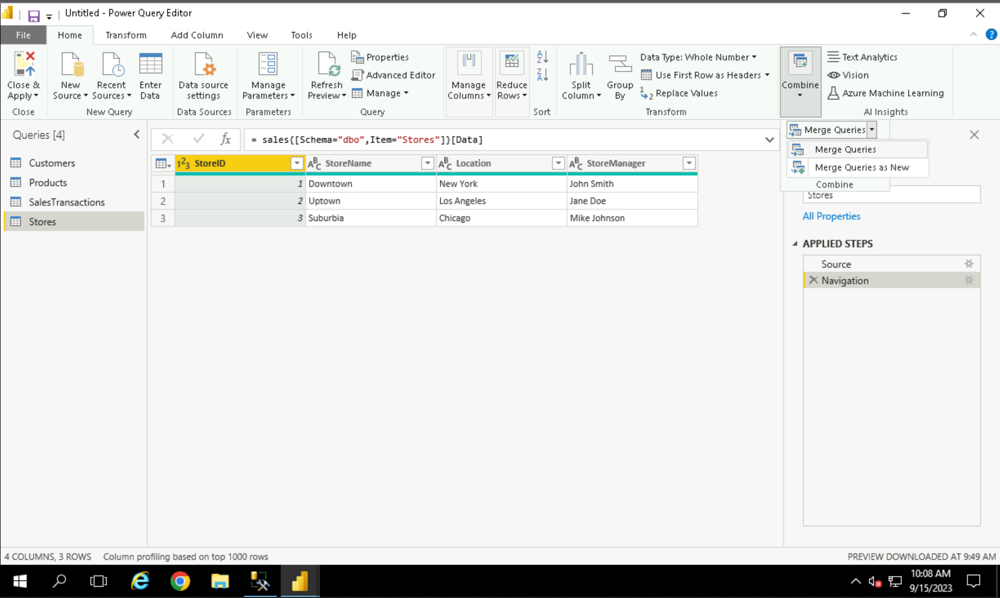 Untitled - Power Query Editor
File Home Transform Add Column View Tools Help
Close & Apply
Close
New Source
Recent Sources
Enter Data
New Query
Data source settings
Data Sources
Manage Parameters
Parameters
Refresh Preview
Properties
Advanced Editor
Manage
Query
Manage Columns
Reduce Rows
Sort
Split Column
Group By
Data Type: Whole Number
Use First Row as Headers
Replace Values
Transform
Combine
Text Analytics
Vision
Azure Machine Learning
AI Insights
Merge Queries
Merge Queries
Merge Queries as New
Combine
Queries [4]
Customers
Products
SalesTransactions
Stores
fx = sales{[Schema="dbo",Item="Stores"]}[Data]
StoreID StoreName Location StoreManager
1 1 Downtown New York John Smith
2 2 Uptown Los Angeles Jane Doe
3 3 Suburbia Chicago Mike Johnson
Stores
All Properties
APPLIED STEPS
Source
Navigation
4 COLUMNS, 3 ROWS Column profiling based on top 1000 rows
PREVIEW DOWNLOADED AT 9:49 AM
10:08 AM
9/15/2023